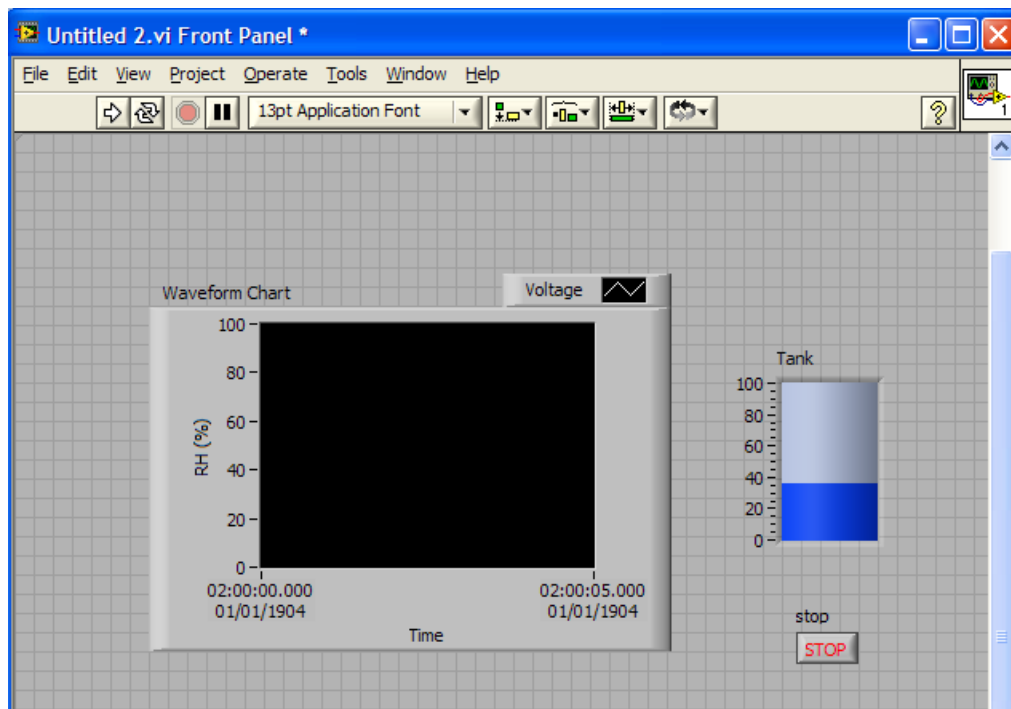 Untitled 2.vi Front Panel *
File Edit View Project Operate Tools Window Help
13pt Application Font
?
1
Waveform Chart
Voltage
100
80
60
40
20
0
RH (%)
02:00:00.000
01/01/1904
02:00:05.000
01/01/1904
Time
Tank
100
80
60
40
20
0
stop
STOP